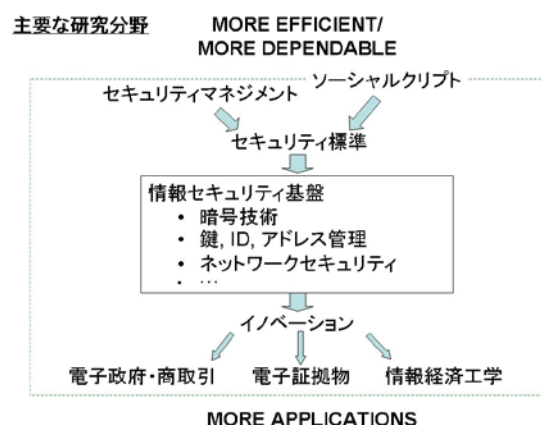 主要な研究分野
MORE EFFICIENT/
MORE DEPENDABLE
セキュリティマネジメント
ソーシャルクリプト
セキュリティ標準
情報セキュリティ基盤
• 暗号技術
• 鍵, ID, アドレス管理
• ネットワークセキュリティ
• …
イノベーション
電子政府・商取引 電子証拠物 情報経済工学
MORE APPLICATIONS